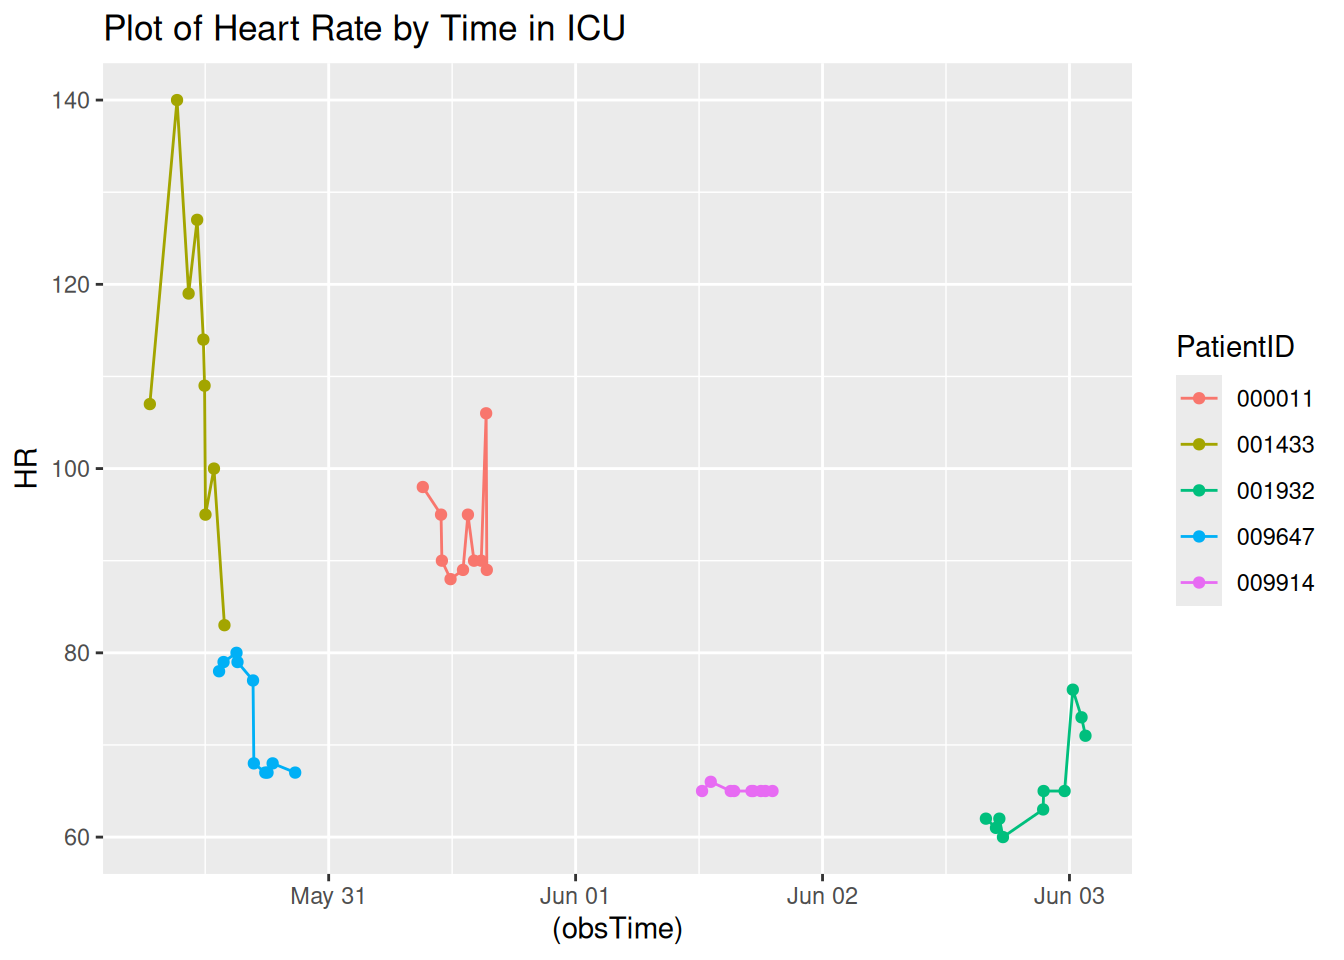 Plot of Heart Rate by Time in ICU
140
120
100
80
60
HR
May 31
Jun 01
Jun 02
Jun 03
(obsTime)
PatientID
000011
001433
001932
009647
009914